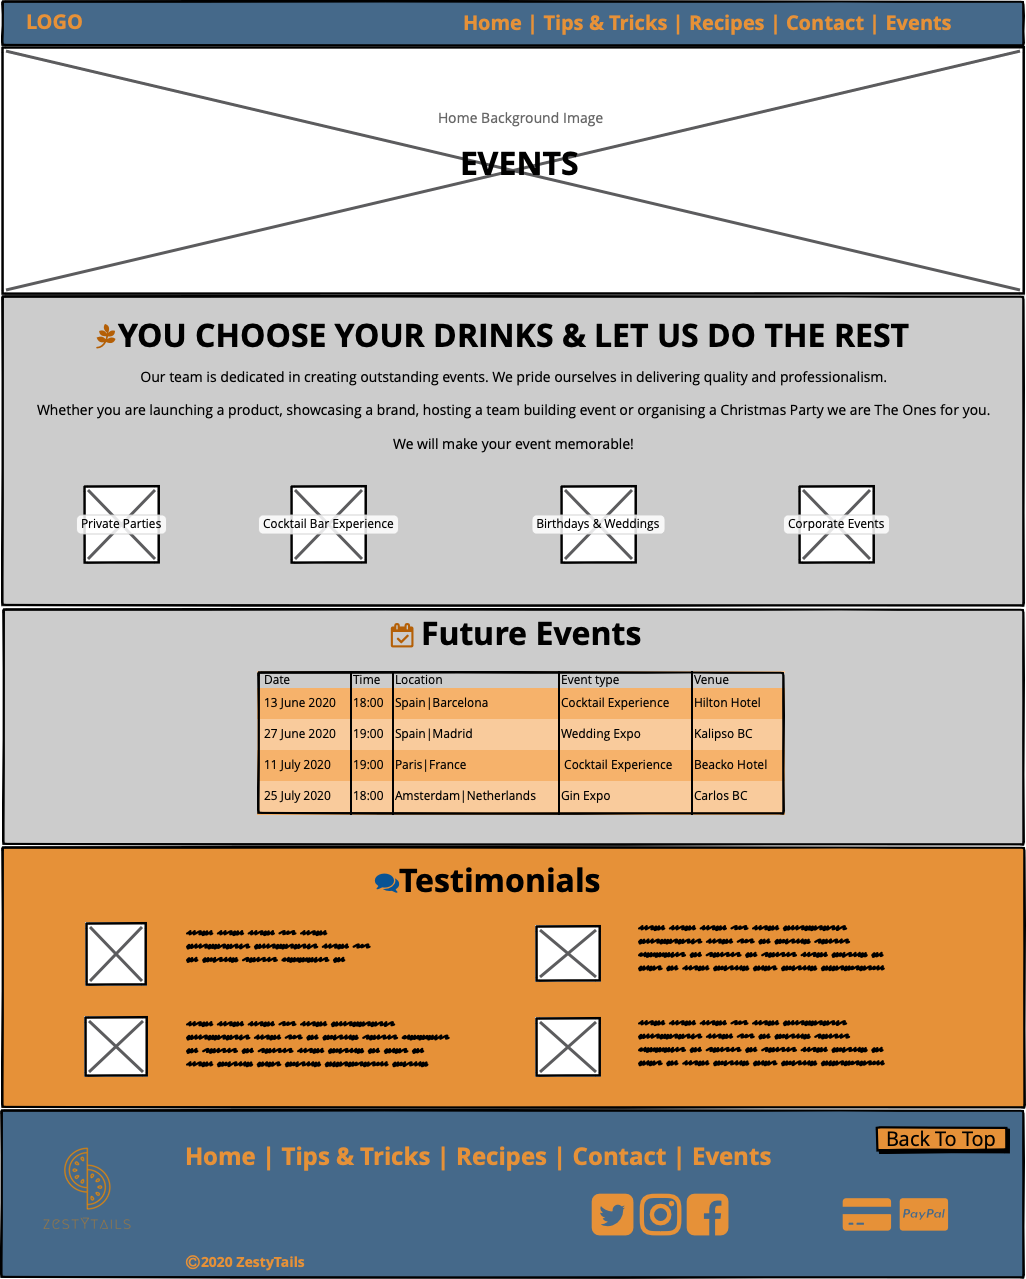 LOGO
Home | Tips & Tricks | Recipes | Contact | Events
Home Background Image
EVENTS
YOU CHOOSE YOUR DRINKS & LET US DO THE REST
Our team is dedicated in creating outstanding events. We pride ourselves in delivering quality and professionalism.
Whether you are launching a product, showcasing a brand, hosting a team building event or organising a Christmas Party we are The Ones for you.
We will make your event memorable!
Private Parties Cocktail Bar Experience Birthdays & Weddings Corporate Events
Future Events
Date Time Location Event type Venue
13 June 2020 18:00 Spain|Barcelona Cocktail Experience Hilton Hotel
27 June 2020 19:00 Spain|Madrid Wedding Expo Kalipso BC
11 July 2020 19:00 Paris|France Cocktail Experience Beacko Hotel
25 July 2020 18:00 Amsterdam|Netherlands Gin Expo Carlos BC
Testimonials
Back To Top
Home | Tips & Tricks | Recipes | Contact | Events
ZESTYTAILS
PayPal
©2020 ZestyTails